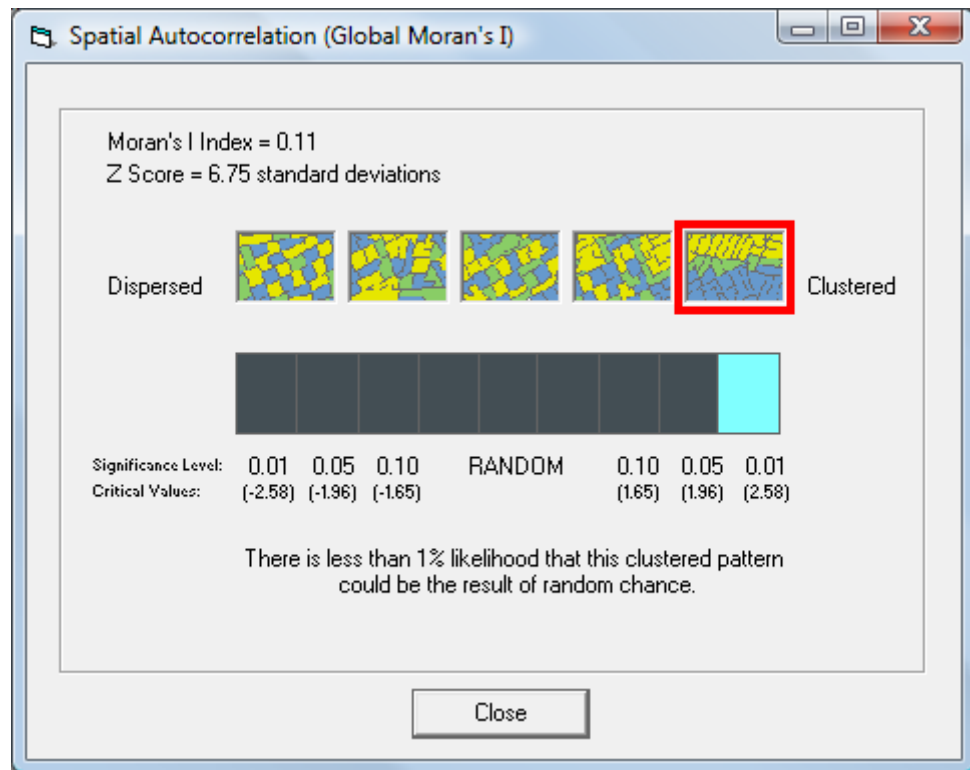 Spatial Autocorrelation (Global Moran's I)
Moran's I Index = 0.11
Z Score = 6.75 standard deviations
Dispersed Clustered
Significance Level: 0.01 0.05 0.10 RANDOM 0.10 0.05 0.01
Critical Values: (-2.58) (-1.96) (-1.65) (1.65) (1.96) (2.58)
There is less than 1% likelihood that this clustered pattern
could be the result of random chance.
Close